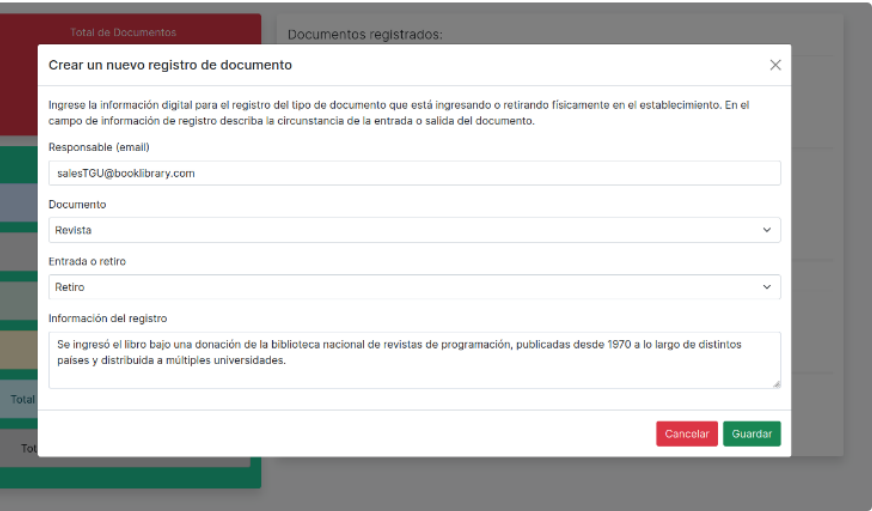 Total de Documentos
Documentos registrados:
Crear un nuevo registro de documento
Ingrese la información digital para el registro del tipo de documento que está ingresando o retirando físicamente en el establecimiento. En el
campo de información de registro describa la circunstancia de la entrada o salida del documento.
Responsable (email)
salesTGU@booklibrary.com
Documento
Revista
Entrada o retiro
Retiro
Información del registro
Se ingresó el libro bajo una donación de la biblioteca nacional de revistas de programación, publicadas desde 1970 a lo largo de distintos
países y distribuida a múltiples universidades.
Total
Tot
Cancelar Guardar